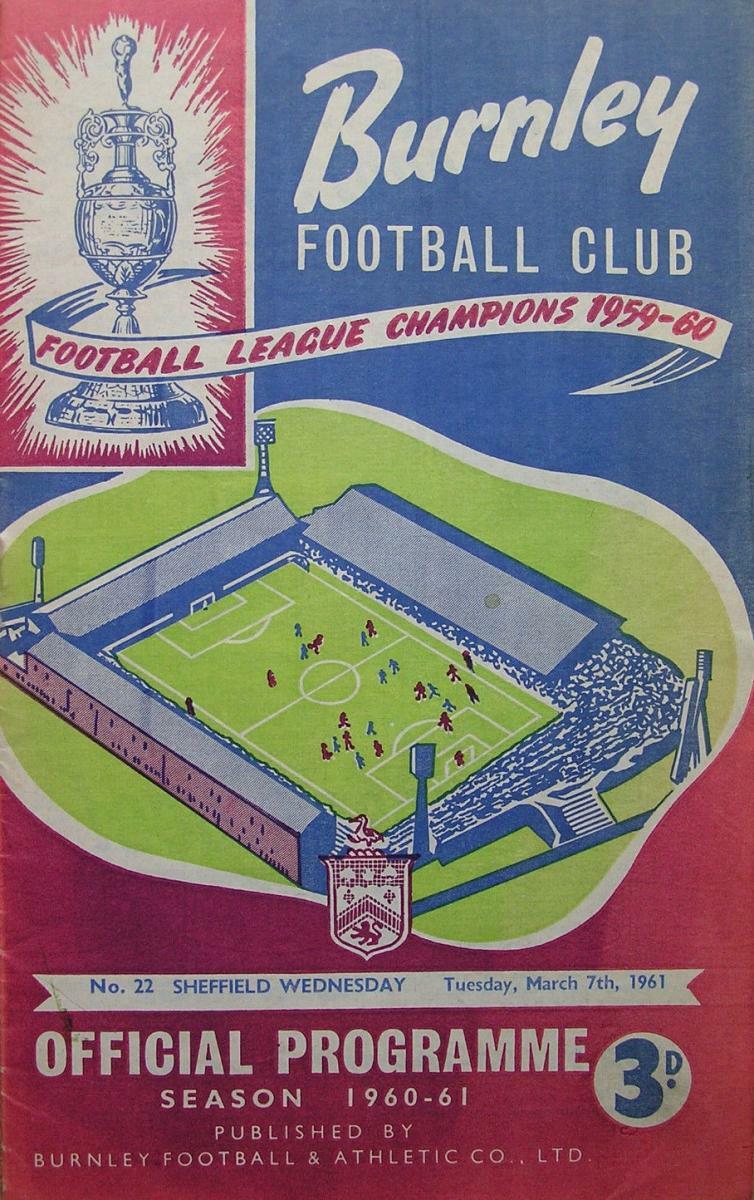 Burnley
FOOTBALL CLUB
FOOTBALL LEAGUE CHAMPIONS 1959-60
No. 22 SHEFFIELD WEDNESDAY Tuesday, March 7th, 1961
OFFICIAL PROGRAMME
3D.
SEASON 1960-61
PUBLISHED BY
BURNLEY FOOTBALL & ATHLETIC CO., LTD.